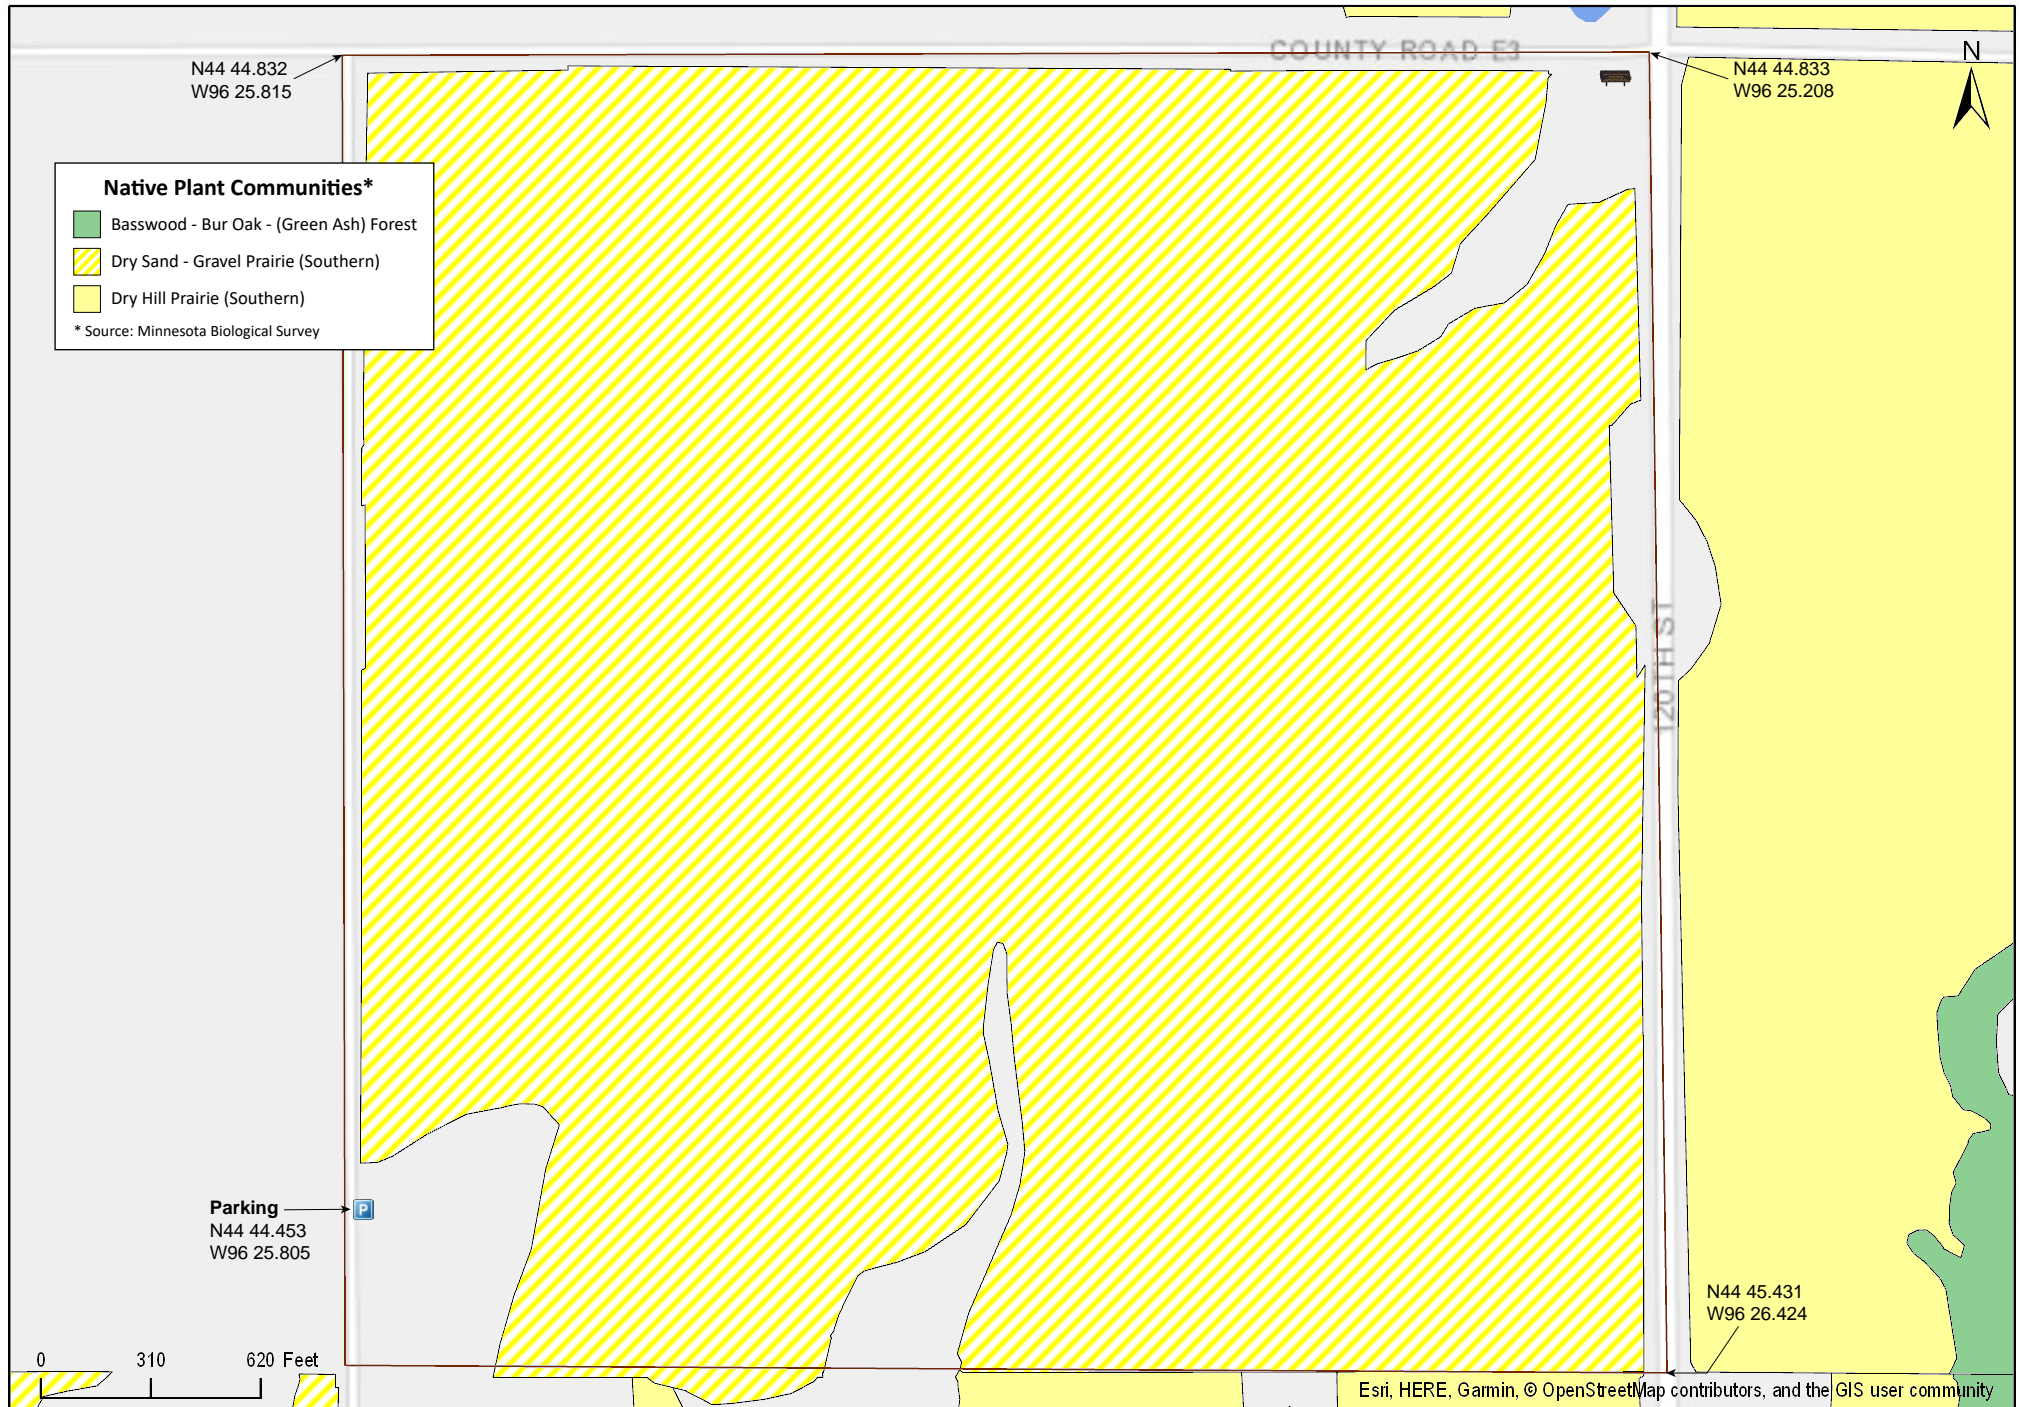 COUNTY ROAD E3
N44 44.832
W96 25.815
N44 44.833
W96 25.208
N
Native Plant Communities*
Basswood - Bur Oak - (Green Ash) Forest
Dry Sand - Gravel Prairie (Southern)
Dry Hill Prairie (Southern)
* Source: Minnesota Biological Survey
120TH ST
Parking
N44 44.453
W96 25.805
P
N44 45.431
W96 26.424
0 310 620 Feet
Esri, HERE, Garmin, © OpenStreetMap contributors, and the GIS user community